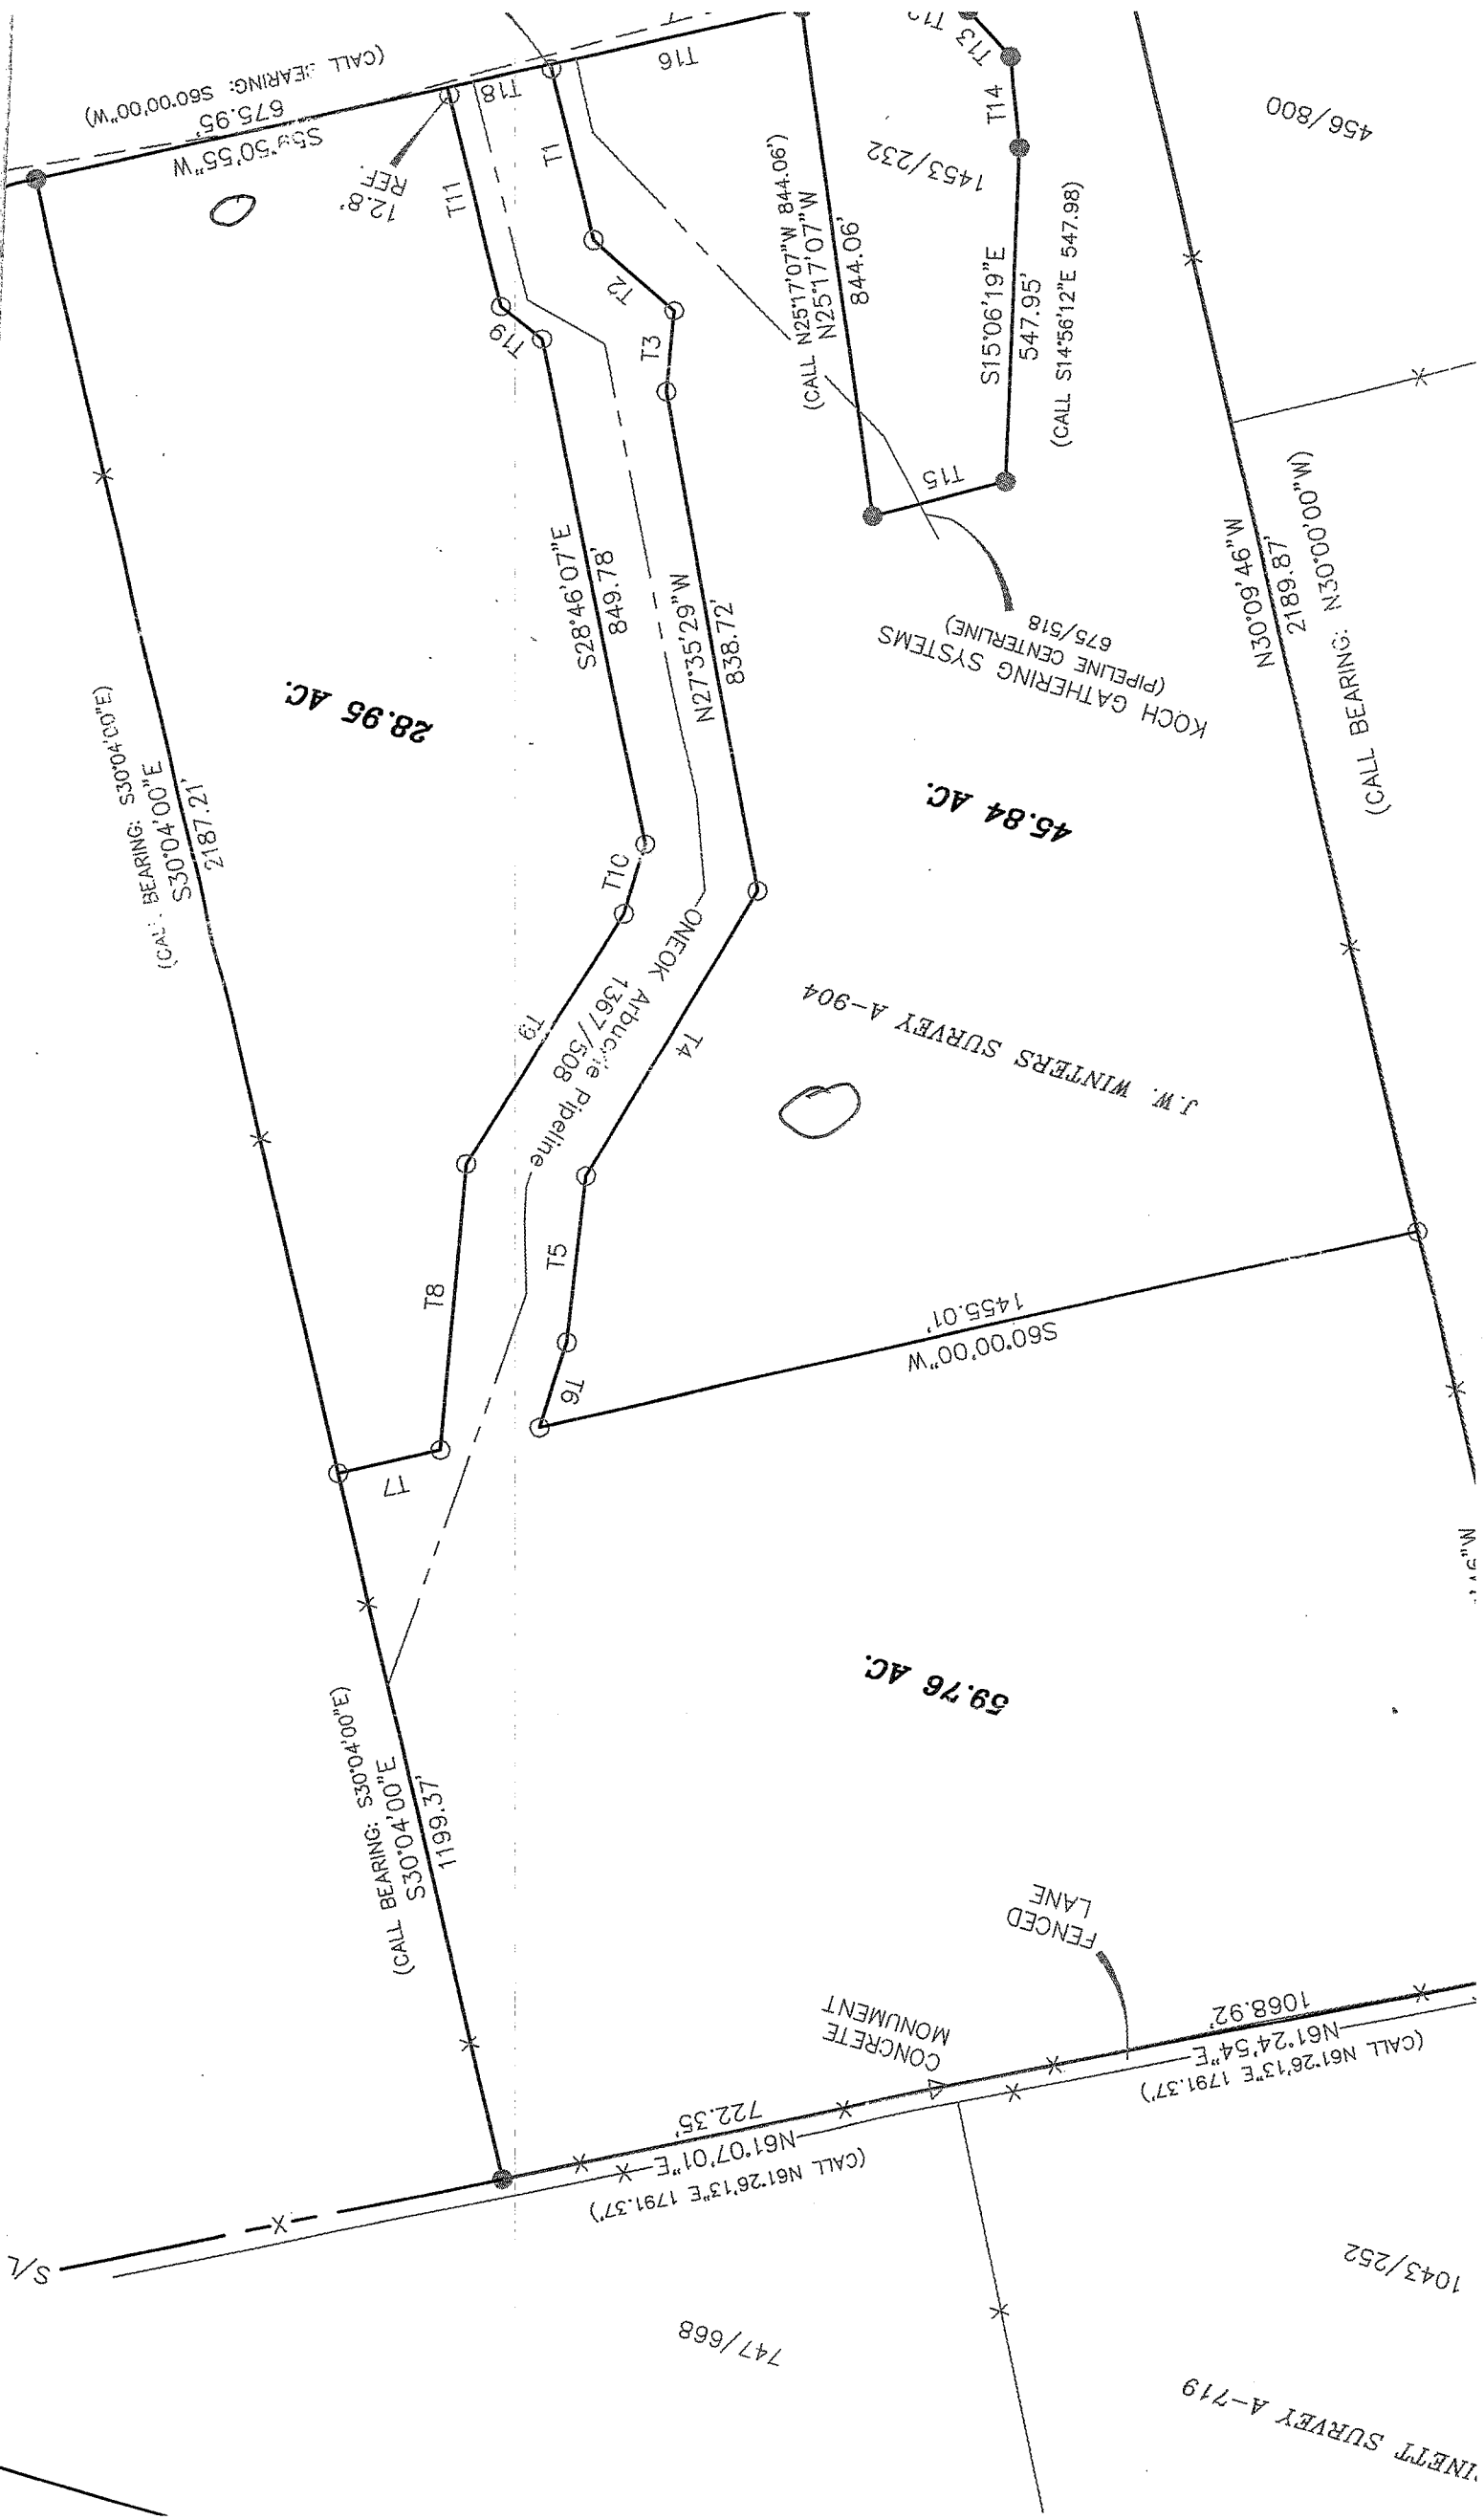 (CALL BEARING: S60°00'00"W)
675.95'
S59°50'55"W
12.8'
REF.
T11
T18
T1
T16
T19
T2
T3
T13
T14
456/800
1453/232
(CALL N25°17'07"W 844.06')
N25°17'07"W
844.06'
S15°06'19"E
547.95'
(CALL S14°56'12"E 547.98)
T15
S28°46'07"E
849.78'
N27°35'29"W
838.72'
KOCH GATHERING SYSTEMS
(PIPELINE CENTERLINE)
675/518
N30°09'46"W
2189.87'
(CALL BEARING: N30°00'00"W)
28.95 AC.
(CALL BEARING: S30°04'00"E)
S30°04'00"E
2187.21'
45.84 AC.
T10
T9
ONEOK Arbuckle Pipeline
1367/508
T4
J.W. WINTERS SURVEY A-904
T8
T5
T6
T7
1455.01'
S60°00'00"W
59.76 AC.
(CALL BEARING: S30°04'00"E)
S30°04'00"E
1199.37'
FENCED
LANE
CONCRETE
MONUMENT
1068.92'
N61°24'54"E
(CALL N61°26'13"E 1791.37')
722.35'
N61°07'01"E
(CALL N61°26'13"E 1791.37')
S/L
747/668
1043/252
SURVEY A-719